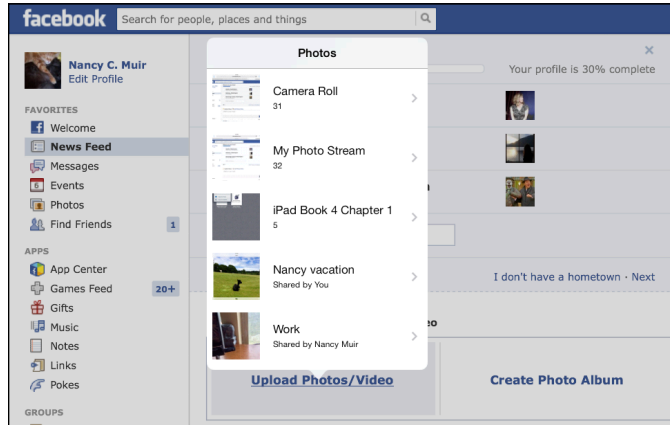 facebook
Search for people, places and things
Photos
Nancy C. Muir
Edit Profile
Your profile is 30% complete
FAVORITES
Welcome
News Feed
Messages
Events
Photos
Find Friends 1
APPS
App Center
Games Feed 20+
Gifts
Music
Notes
Links
Pokes
GROUPS
Camera Roll
31
My Photo Stream
32
iPad Book 4 Chapter 1
5
Nancy vacation
Shared by You
Work
Shared by Nancy Muir
I don't have a hometown · Next
eo
Upload Photos/Video
Create Photo Album